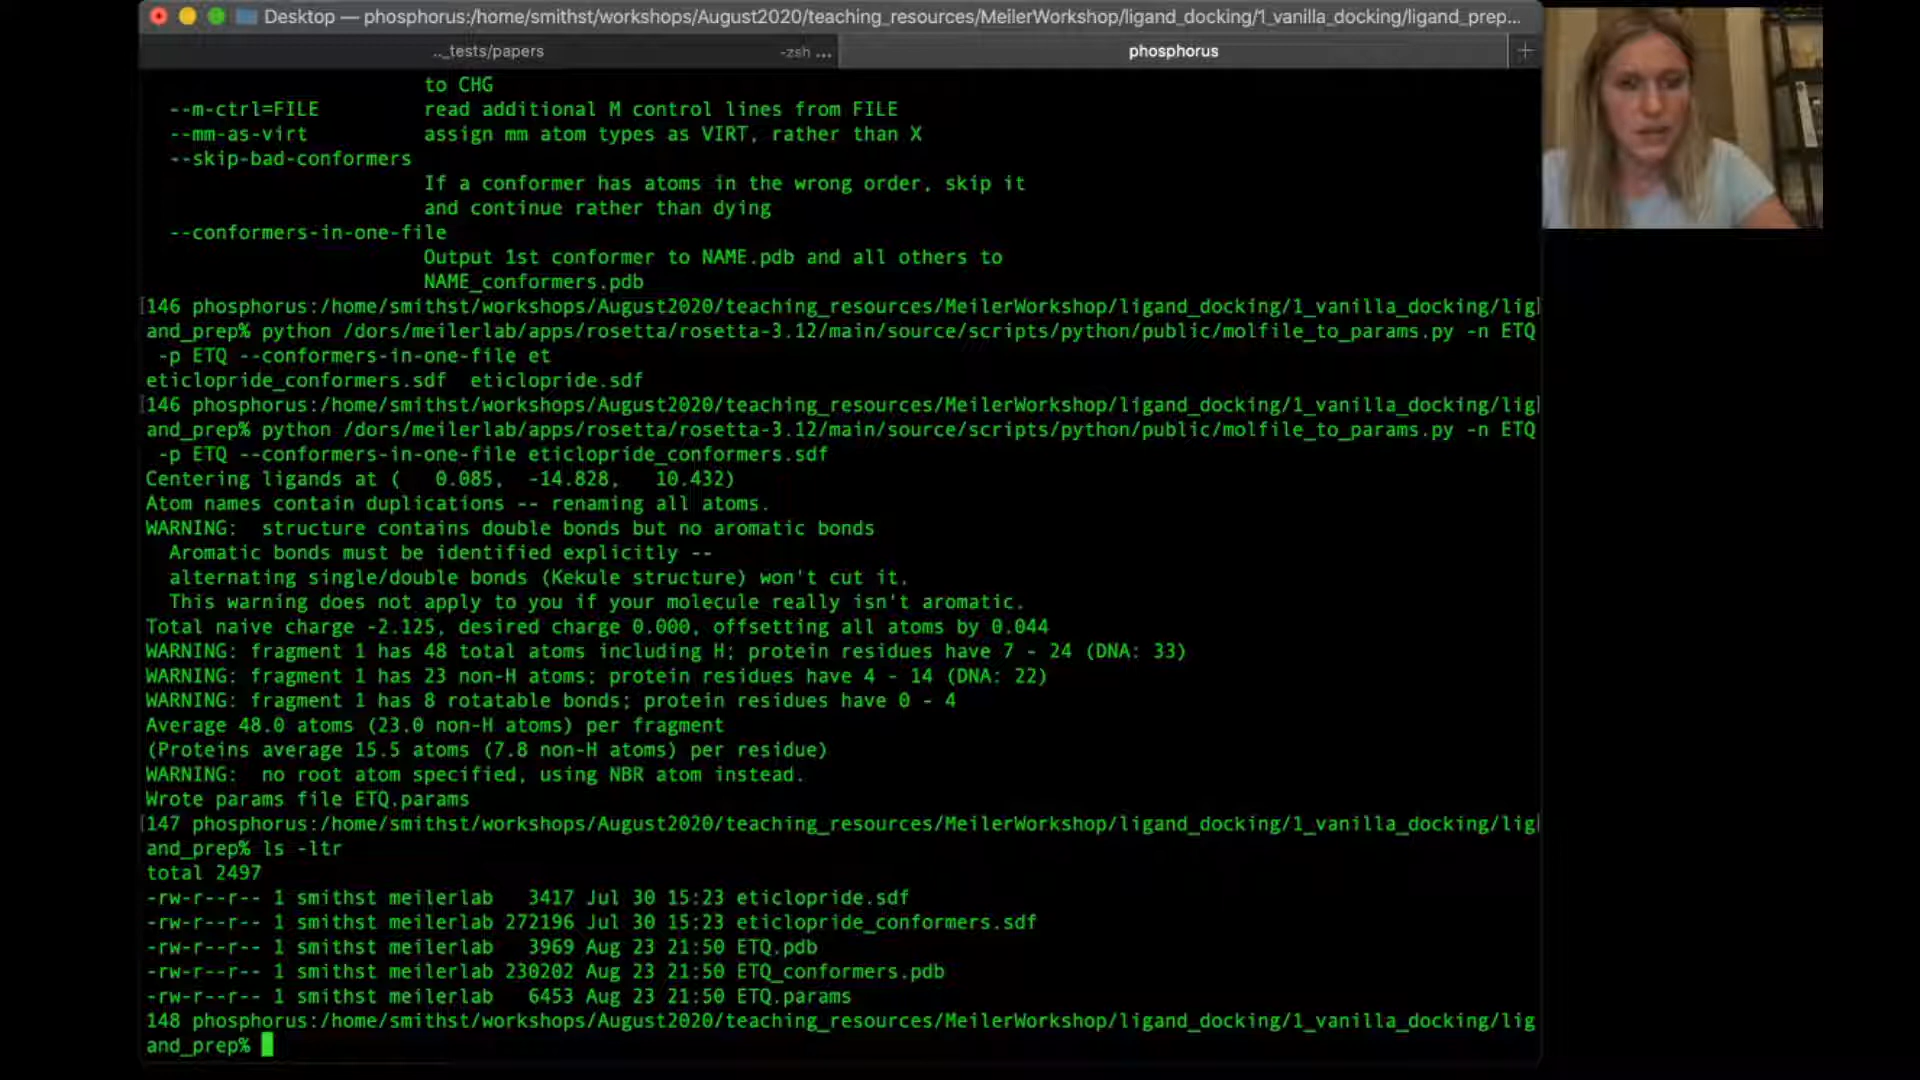 Desktop — phosphorus:/home/smithst/workshops/August2020/teaching_resources/MeilerWorkshop/ligand_docking/1_vanilla_docking/ligand_prep...
.._tests/papers
-zsh ...
phosphorus
to CHG
--m-ctrl=FILE read additional M control lines from FILE
--mm-as-virt assign mm atom types as VIRT, rather than X
--skip-bad-conformers
If a conformer has atoms in the wrong order, skip it
and continue rather than dying
--conformers-in-one-file
Output 1st conformer to NAME.pdb and all others to
NAME_conformers.pdb
[146 phosphorus:/home/smithst/workshops/August2020/teaching_resources/MeilerWorkshop/ligand_docking/1_vanilla_docking/lig]
and_prep% python /dors/meilerlab/apps/rosetta/rosetta-3.12/main/source/scripts/python/public/molfile_to_params.py -n ETQ
-p ETQ --conformers-in-one-file et
eticlopride_conformers.sdf eticlopride.sdf
[146 phosphorus:/home/smithst/workshops/August2020/teaching_resources/MeilerWorkshop/ligand_docking/1_vanilla_docking/lig]
and_prep% python /dors/meilerlab/apps/rosetta/rosetta-3.12/main/source/scripts/python/public/molfile_to_params.py -n ETQ
-p ETQ --conformers-in-one-file eticlopride_conformers.sdf
Centering ligands at ( 0.085, -14.828, 10.432)
Atom names contain duplications -- renaming all atoms.
WARNING: structure contains double bonds but no aromatic bonds
Aromatic bonds must be identified explicitly --
alternating single/double bonds (Kekule structure) won't cut it.
This warning does not apply to you if your molecule really isn't aromatic.
Total naive charge -2.125, desired charge 0.000, offsetting all atoms by 0.044
WARNING: fragment 1 has 48 total atoms including H; protein residues have 7 - 24 (DNA: 33)
WARNING: fragment 1 has 23 non-H atoms; protein residues have 4 - 14 (DNA: 22)
WARNING: fragment 1 has 8 rotatable bonds; protein residues have 0 - 4
Average 48.0 atoms (23.0 non-H atoms) per fragment
(Proteins average 15.5 atoms (7.8 non-H atoms) per residue)
WARNING: no root atom specified, using NBR atom instead.
Wrote params file ETQ.params
[147 phosphorus:/home/smithst/workshops/August2020/teaching_resources/MeilerWorkshop/ligand_docking/1_vanilla_docking/lig]
and_prep% ls -ltr
total 2497
-rw-r--r-- 1 smithst meilerlab 3417 Jul 30 15:23 eticlopride.sdf
-rw-r--r-- 1 smithst meilerlab 272196 Jul 30 15:23 eticlopride_conformers.sdf
-rw-r--r-- 1 smithst meilerlab 3969 Aug 23 21:50 ETQ.pdb
-rw-r--r-- 1 smithst meilerlab 230202 Aug 23 21:50 ETQ_conformers.pdb
-rw-r--r-- 1 smithst meilerlab 6453 Aug 23 21:50 ETQ.params
148 phosphorus:/home/smithst/workshops/August2020/teaching_resources/MeilerWorkshop/ligand_docking/1_vanilla_docking/lig
and_prep%